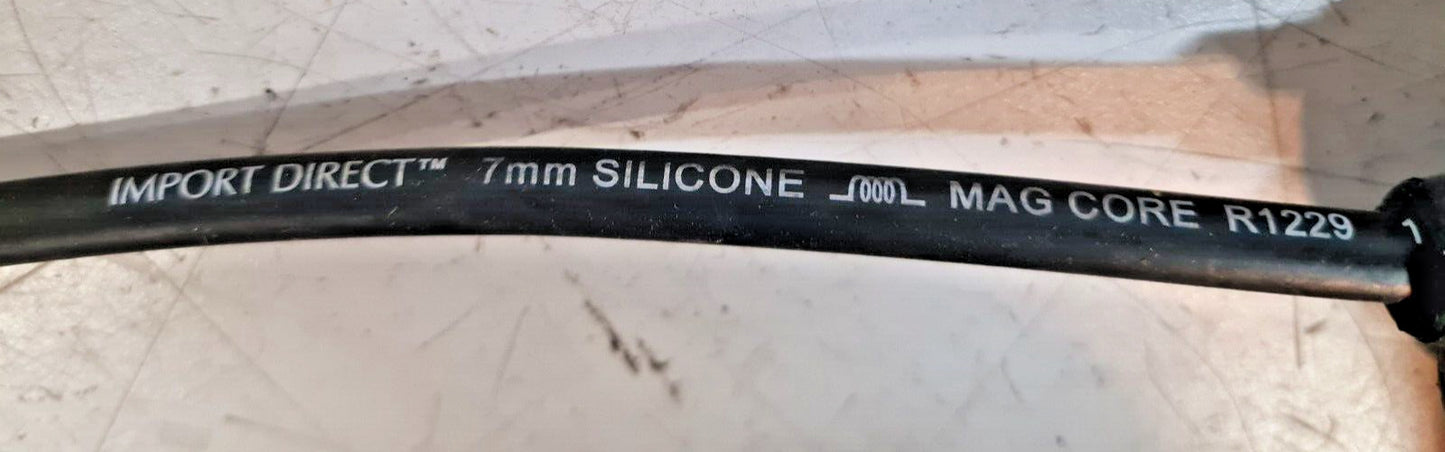 IMPORT DIRECT™ 7mm SILICONE MAG CORE R1229 1